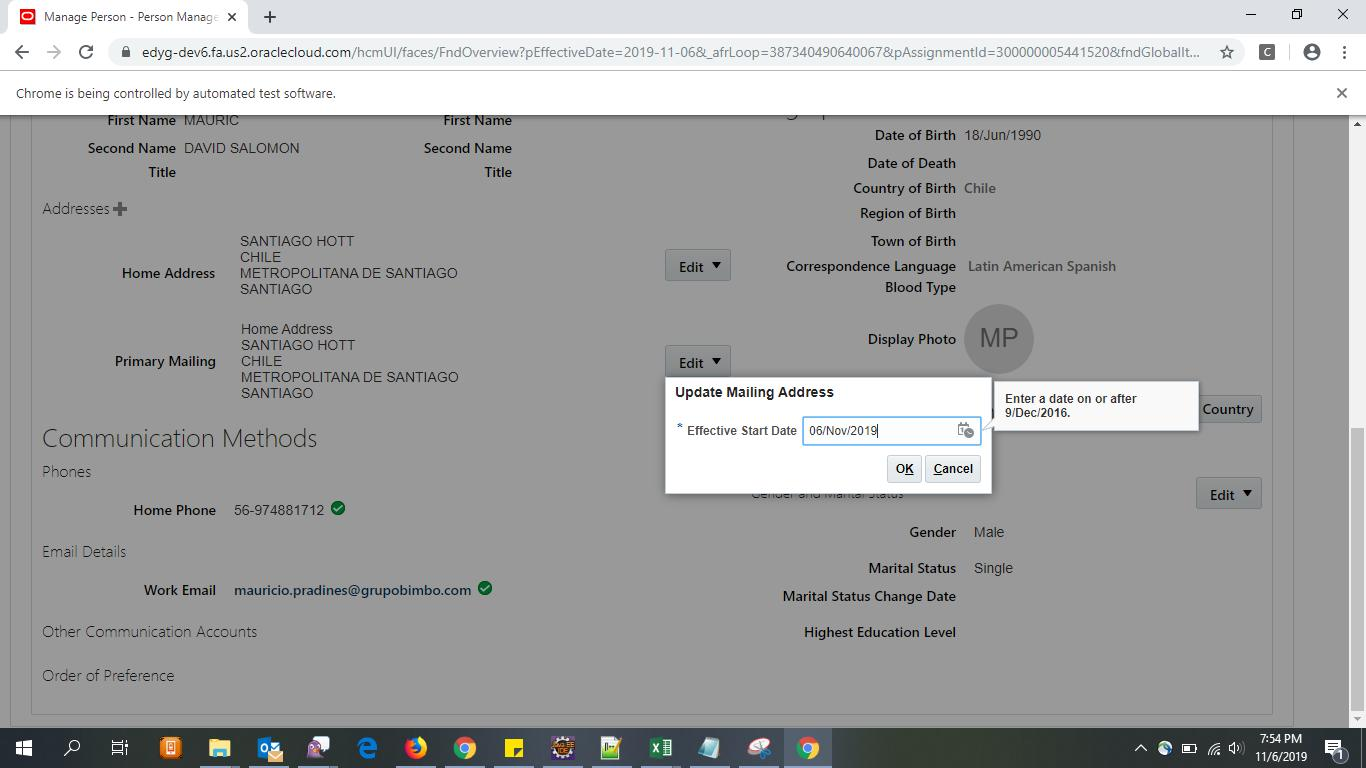 Manage Person - Person Manage
edyg-dev6.fa.us2.oraclecloud.com/hcmUI/faces/FndOverview?pEffectiveDate=2019-11-06&_afrLoop=387340490640067&pAssignmentId=300000005441520&fndGlobalIt...
C
Chrome is being controlled by automated test software.
First Name MAURIC
First Name
Second Name DAVID SALOMON
Second Name
Title
Title
Addresses
Home Address
SANTIAGO HOTT
CHILE
METROPOLITANA DE SANTIAGO
SANTIAGO
Edit
Primary Mailing
Home Address
SANTIAGO HOTT
CHILE
METROPOLITANA DE SANTIAGO
SANTIAGO
Edit
Communication Methods
Phones
Home Phone 56-974881712
Email Details
Work Email mauricio.pradines@grupobimbo.com
Other Communication Accounts
Order of Preference
Date of Birth 18/Jun/1990
Date of Death
Country of Birth Chile
Region of Birth
Town of Birth
Correspondence Language Latin American Spanish
Blood Type
Display Photo MP
Update Mailing Address
* Effective Start Date 06/Nov/2019
OK Cancel
Enter a date on or after
9/Dec/2016.
Country
Gender and Marital Status
Edit
Gender Male
Marital Status Single
Marital Status Change Date
Highest Education Level
7:54 PM
11/6/2019
1